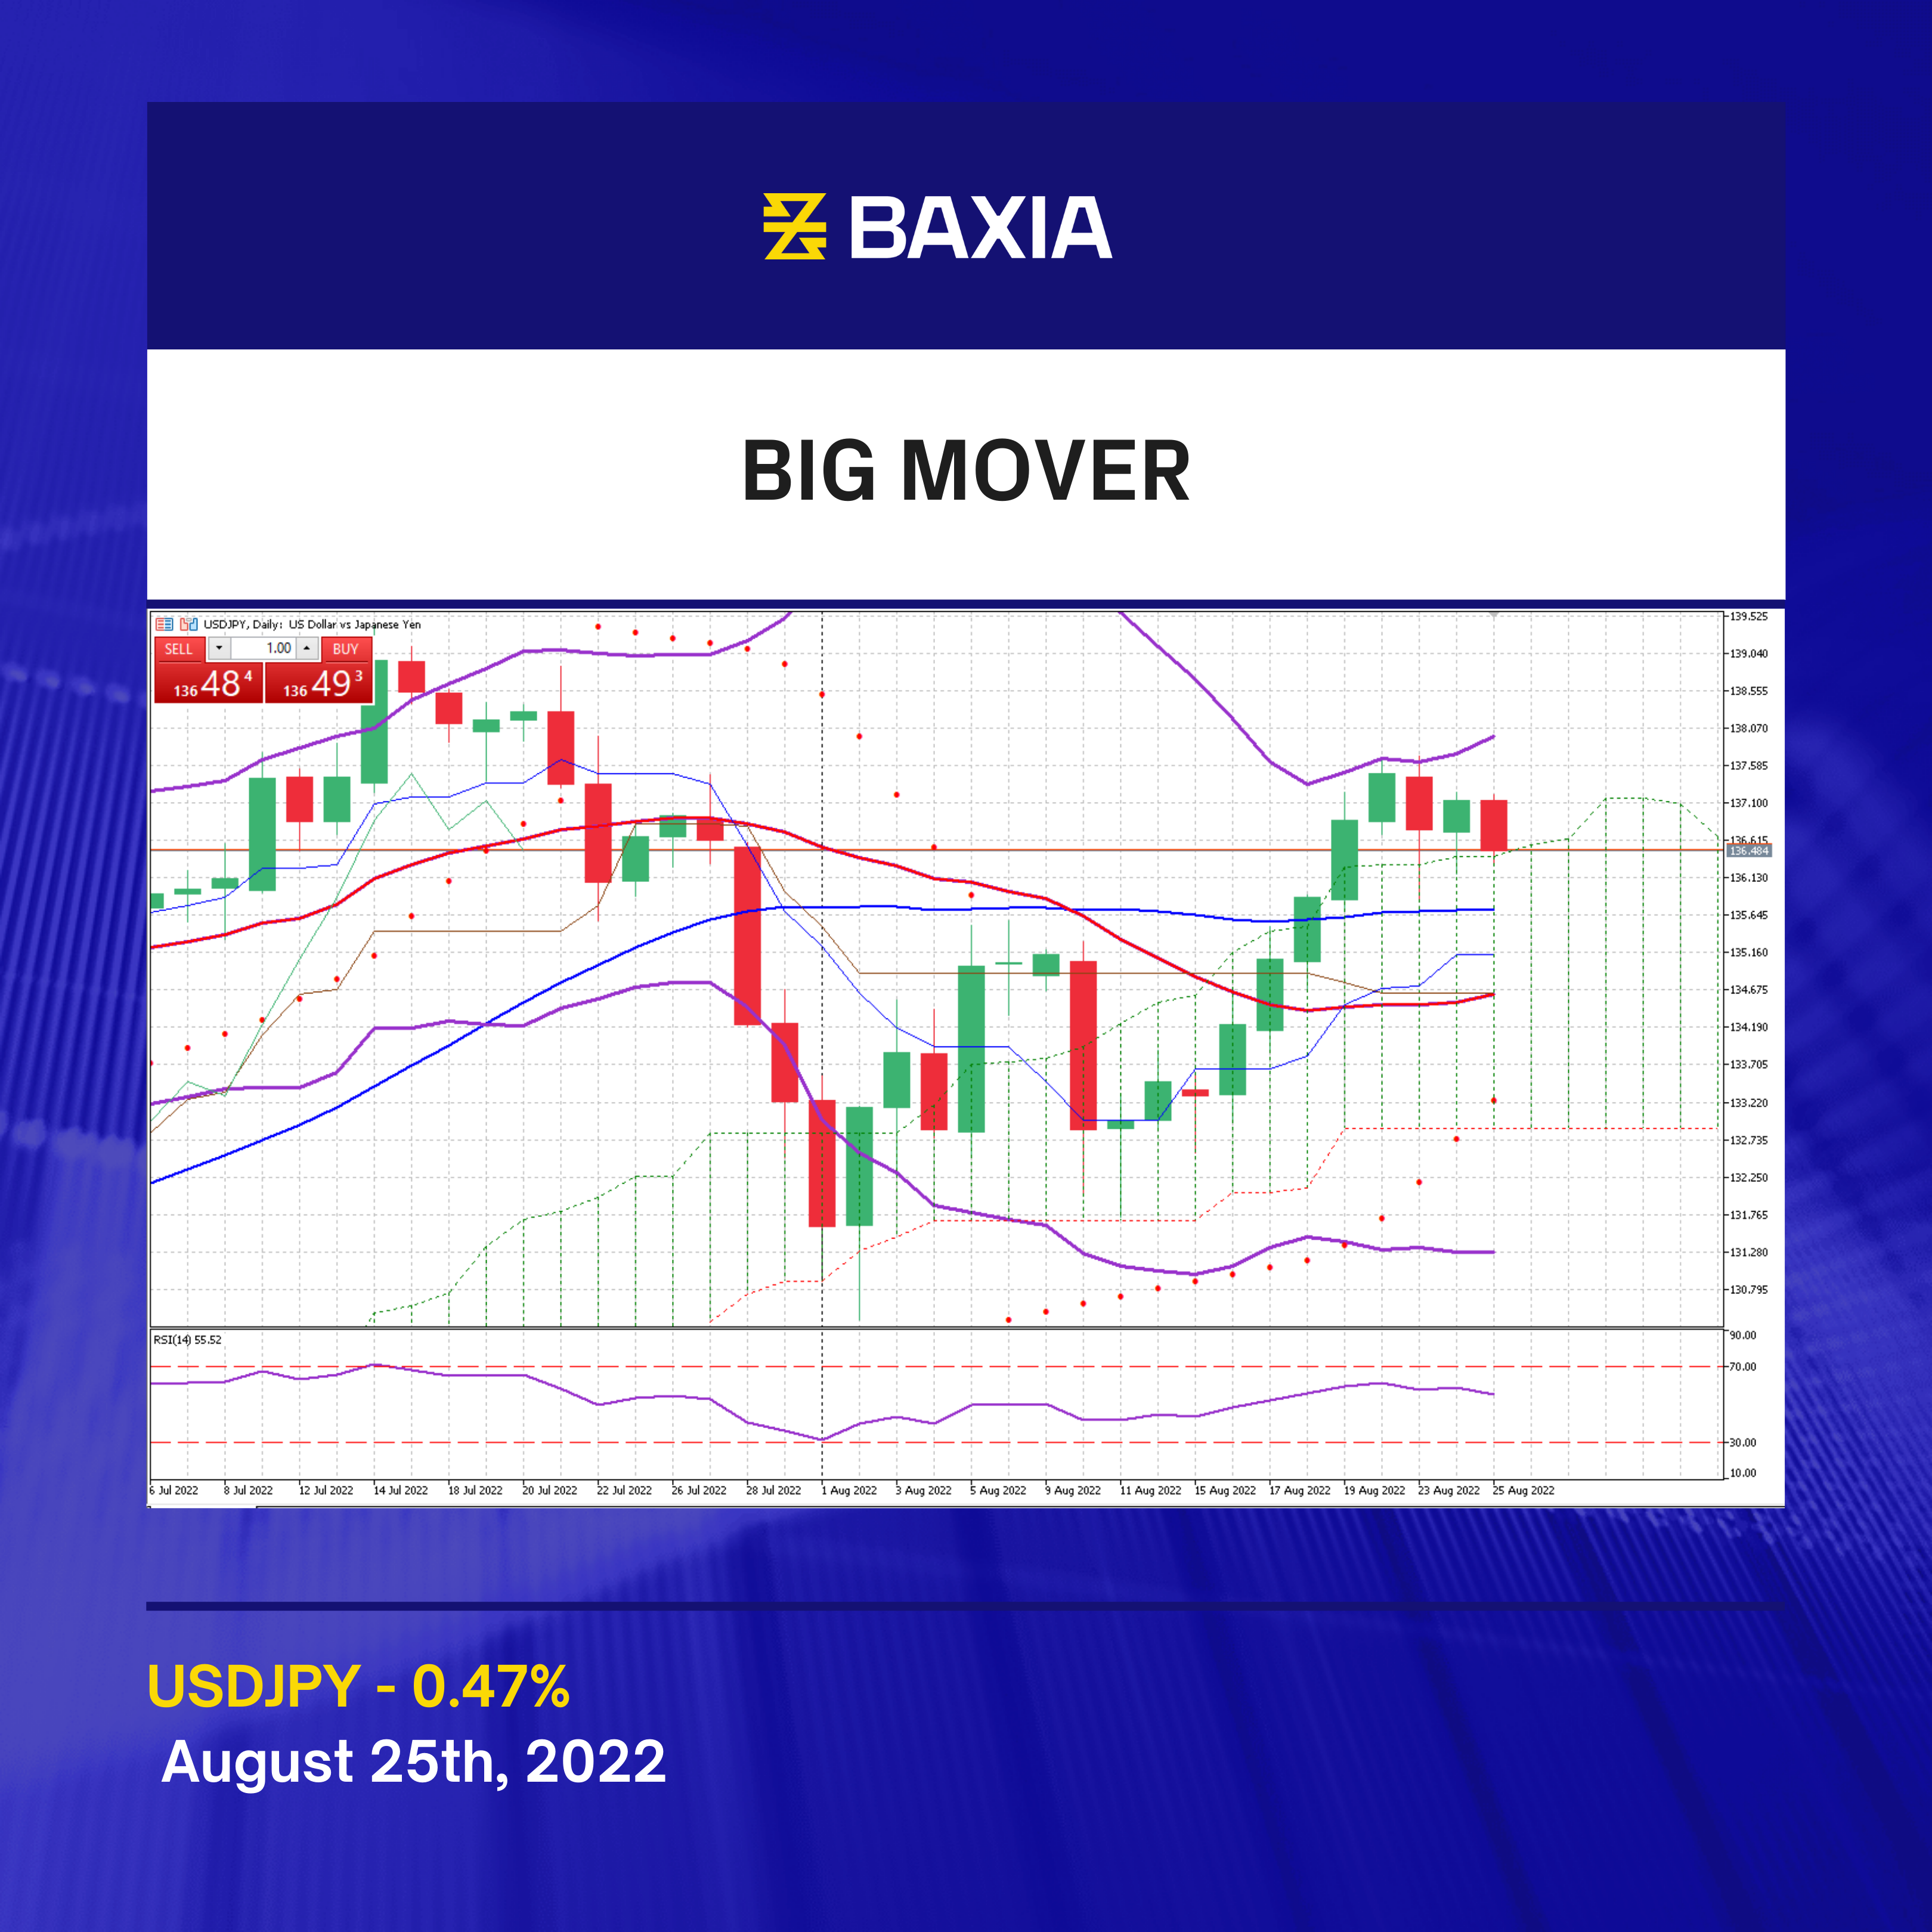 BAXIA
BIG MOVER
USDJPY, Daily: US Dollar vs Japanese Yen
SELL 1.00 BUY
136 48 4 136 49 3
139.525
139.040
138.555
138.070
137.585
137.100
136.615
136.484
136.130
135.645
135.160
134.675
134.190
133.705
133.220
132.735
132.250
131.765
131.280
130.795
RSI(14) 55.52
90.00
70.00
30.00
10.00
6 Jul 2022 8 Jul 2022 12 Jul 2022 14 Jul 2022 18 Jul 2022 20 Jul 2022 22 Jul 2022 26 Jul 2022 28 Jul 2022 1 Aug 2022 3 Aug 2022 5 Aug 2022 9 Aug 2022 11 Aug 2022 15 Aug 2022 17 Aug 2022 19 Aug 2022 23 Aug 2022 25 Aug 2022
USDJPY - 0.47%
August 25th, 2022